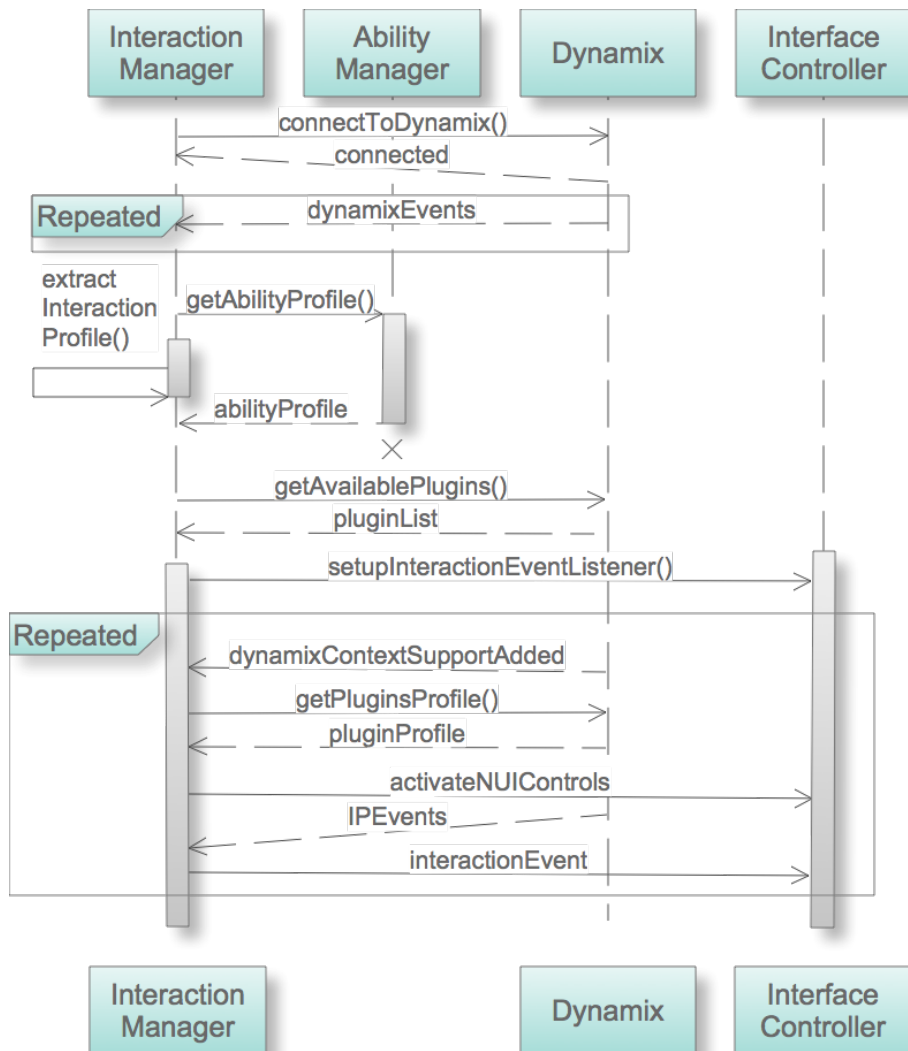 Interaction
Manager
Ability
Manager
Dynamix
Interface
Controller
connectToDynamix()
connected
Repeated
dynamixEvents
extract
Interaction
Profile()
getAbilityProfile()
abilityProfile
getAvailablePlugins()
pluginList
setupInteractionEventListener()
Repeated
dynamixContextSupportAdded
getPluginsProfile()
pluginProfile
activateNUIControls
IPEvents
interactionEvent
Interaction
Manager
Dynamix
Interface
Controller